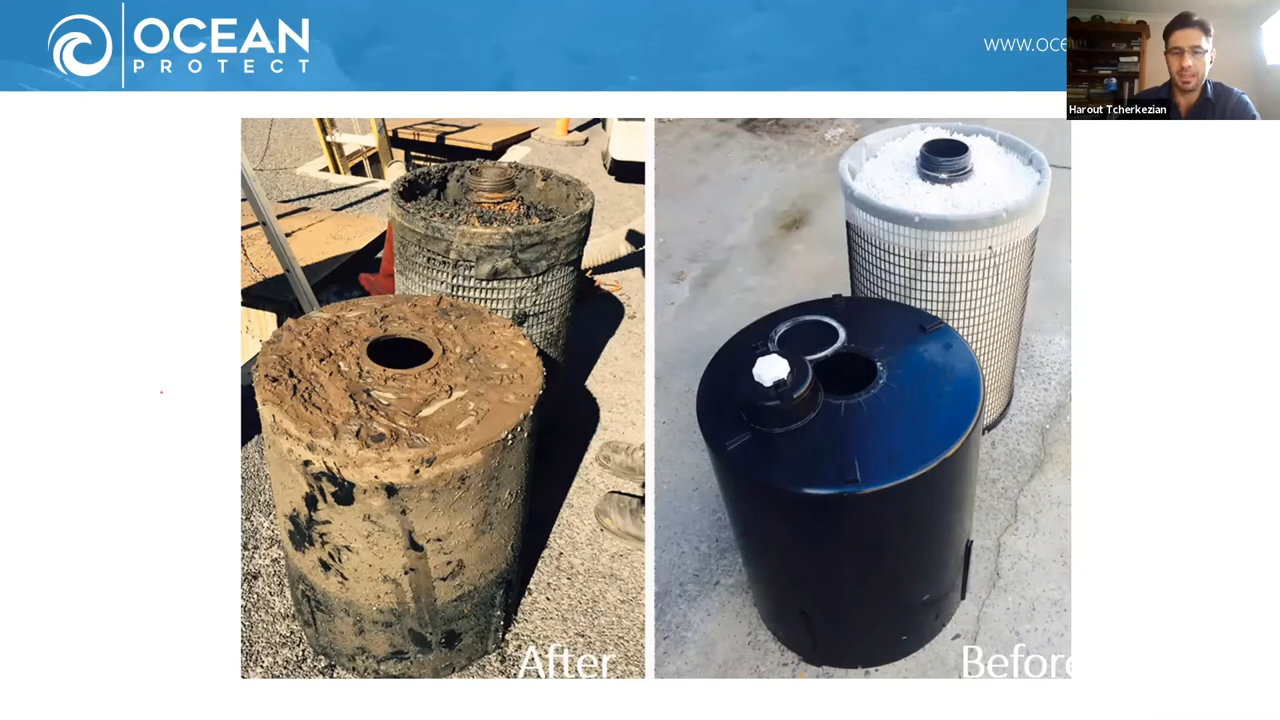 OCEAN
PROTECT
www.oce
Harout Tcherkezian
After
Before